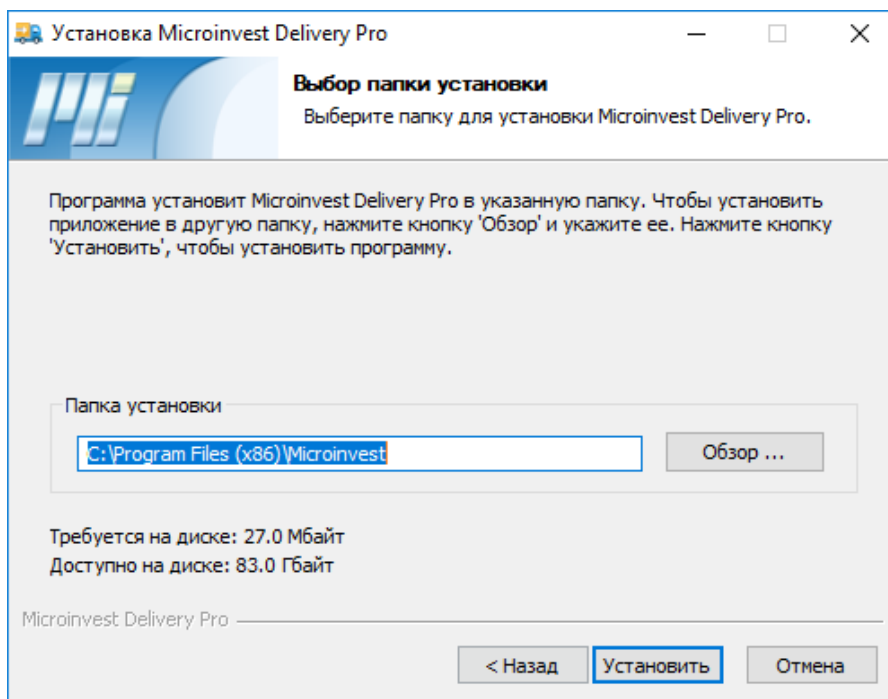 Установка Microinvest Delivery Pro
Mi
Выбор папки установки
Выберите папку для установки Microinvest Delivery Pro.
Программа установит Microinvest Delivery Pro в указанную папку. Чтобы установить
приложение в другую папку, нажмите кнопку 'Обзор' и укажите ее. Нажмите кнопку
'Установить', чтобы установить программу.
Папка установки
C:\Program Files (x86)\Microinvest
Обзор ...
Требуется на диске: 27.0 Мбайт
Доступно на диске: 83.0 Гбайт
Microinvest Delivery Pro
< Назад
Установить
Отмена